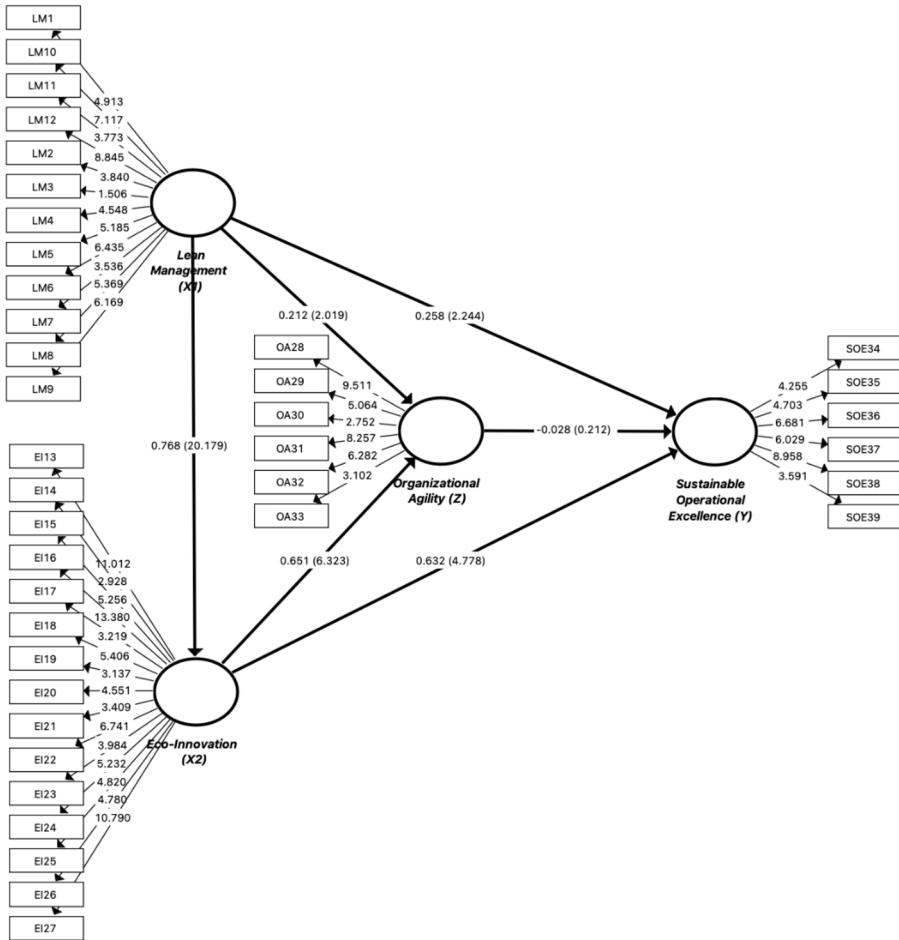 LM1
LM10
LM11
LM12
LM2
LM3
LM4
LM5
LM6
LM7
LM8
LM9
4.913
7.117
3.773
8.845
3.840
1.506
4.548
5.185
6.435
3.536
5.369
6.169
Lean
Management
(X1)
0.212 (2.019)
0.258 (2.244)
0.768 (20.179)
OA28
OA29
OA30
OA31
OA32
OA33
9.511
5.064
2.752
8.257
6.282
3.102
Organizational
Agility (Z)
-0.028 (0.212)
0.651 (6.323)
0.632 (4.778)
SOE34
SOE35
SOE36
SOE37
SOE38
SOE39
4.255
4.703
6.681
6.029
8.958
3.591
Sustainable
Operational
Excellence (Y)
EI13
EI14
EI15
EI16
EI17
EI18
EI19
EI20
EI21
EI22
EI23
EI24
EI25
EI26
EI27
11.012
2.928
5.256
13.380
3.219
5.406
3.137
4.551
3.409
6.741
3.984
5.232
4.820
4.780
10.790
Eco-Innovation
(X2)